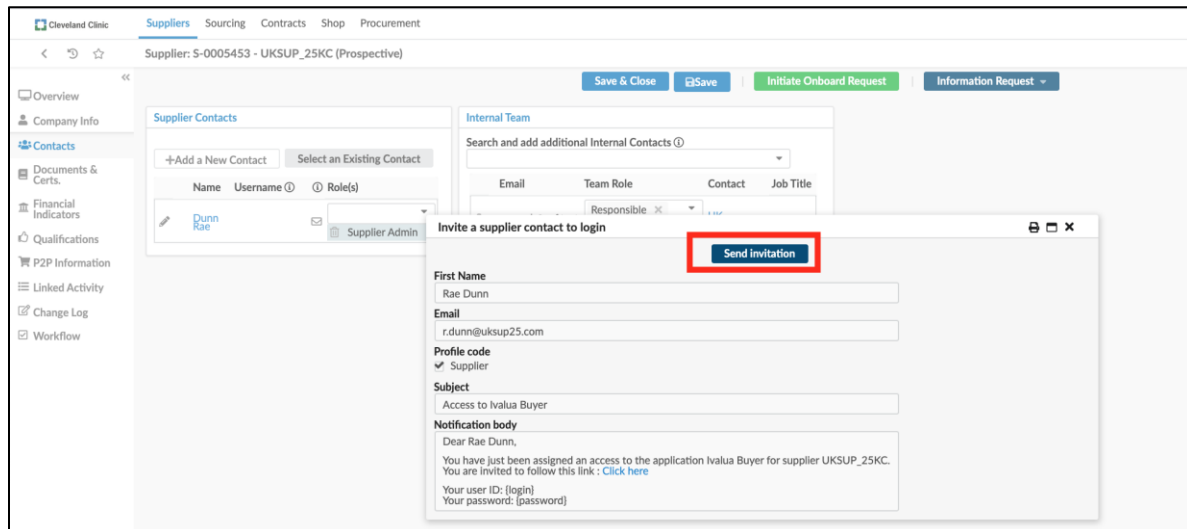 Cleveland Clinic
Suppliers Sourcing Contracts Shop Procurement
Supplier: S-0005453 - UKSUP_25KC (Prospective)
Save & Close Save Initiate Onboard Request Information Request
Overview
Company Info
Contacts
Documents &
Certs.
Financial
Indicators
Qualifications
P2P Information
Linked Activity
Change Log
Workflow
Supplier Contacts
+Add a New Contact Select an Existing Contact
Name Username Role(s)
Dunn
Rae
Supplier Admin
Internal Team
Search and add additional Internal Contacts
Email Team Role Contact Job Title
Responsible
Invite a supplier contact to login
Send invitation
First Name
Rae Dunn
Email
r.dunn@uksup25.com
Profile code
Supplier
Subject
Access to Ivalua Buyer
Notification body
Dear Rae Dunn,
You have just been assigned an access to the application Ivalua Buyer for supplier UKSUP_25KC.
You are invited to follow this link : Click here
Your user ID: {login}
Your password: {password}